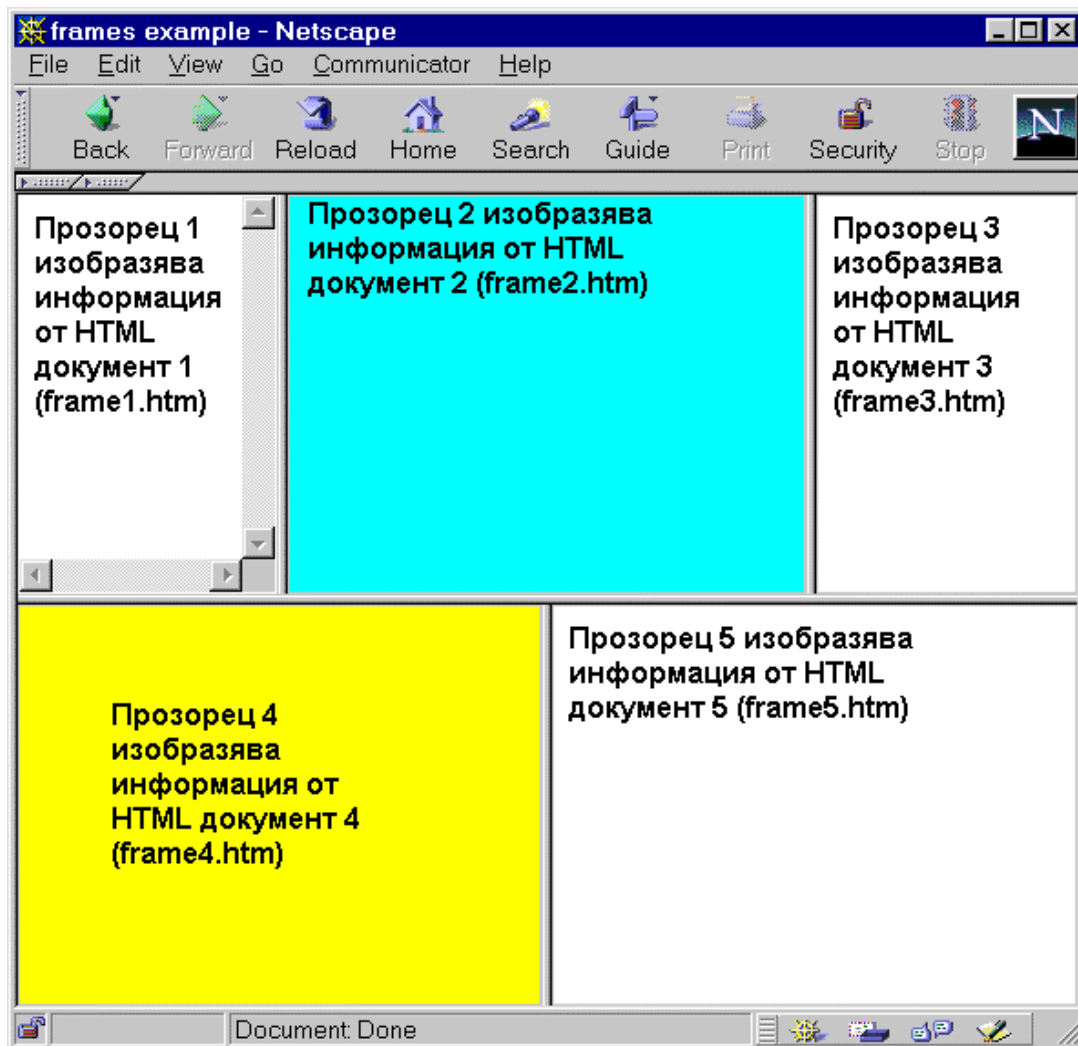 frames example - Netscape
File Edit View Go Communicator Help
Back Forward Reload Home Search Guide Print Security Stop N
Прозорец 1
изобразява
информация
от HTML
документ 1
(frame1.htm)
Прозорец 2 изобразява
информация от HTML
документ 2 (frame2.htm)
Прозорец 3
изобразява
информация
от HTML
документ 3
(frame3.htm)
Прозорец 4
изобразява
информация от
HTML документ 4
(frame4.htm)
Прозорец 5 изобразява
информация от HTML
документ 5 (frame5.htm)
Document: Done